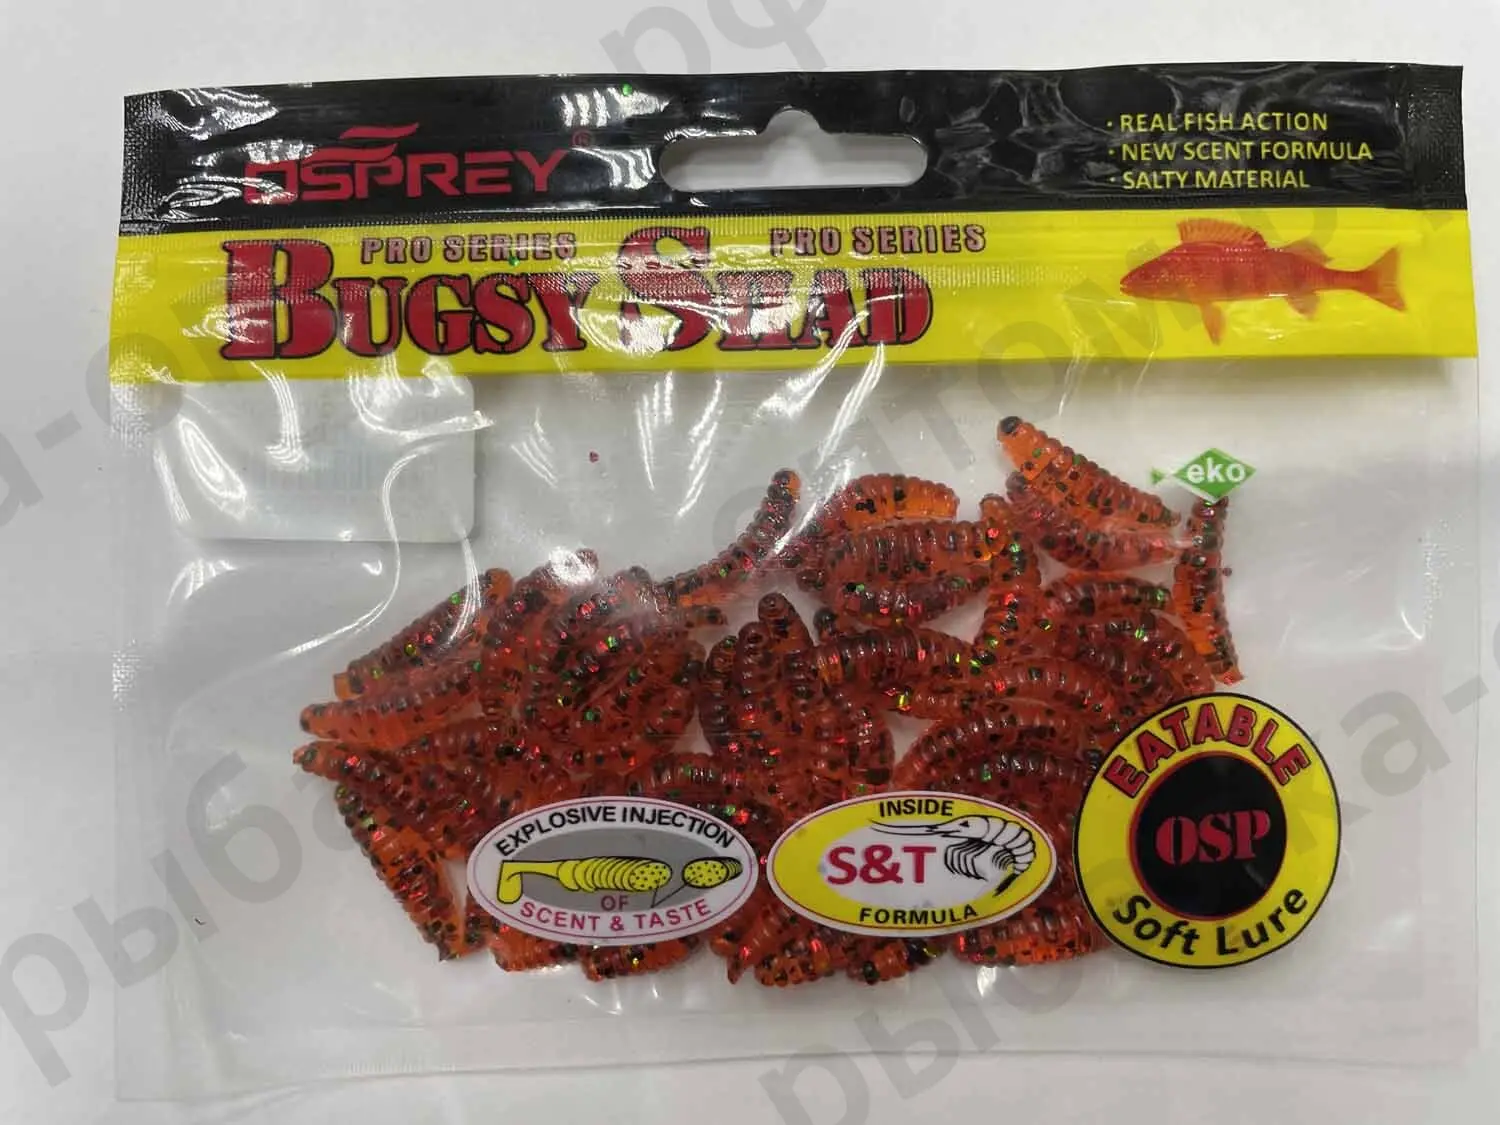 OSPREY®
· REAL FISH ACTION
· NEW SCENT FORMULA
· SALTY MATERIAL
PRO SERIES PRO SERIES
BUGSY SHAD
eko
EXPLOSIVE INJECTION
OF
SCENT & TASTE
INSIDE
S&T
FORMULA
EATABLE
OSP
Soft Lure